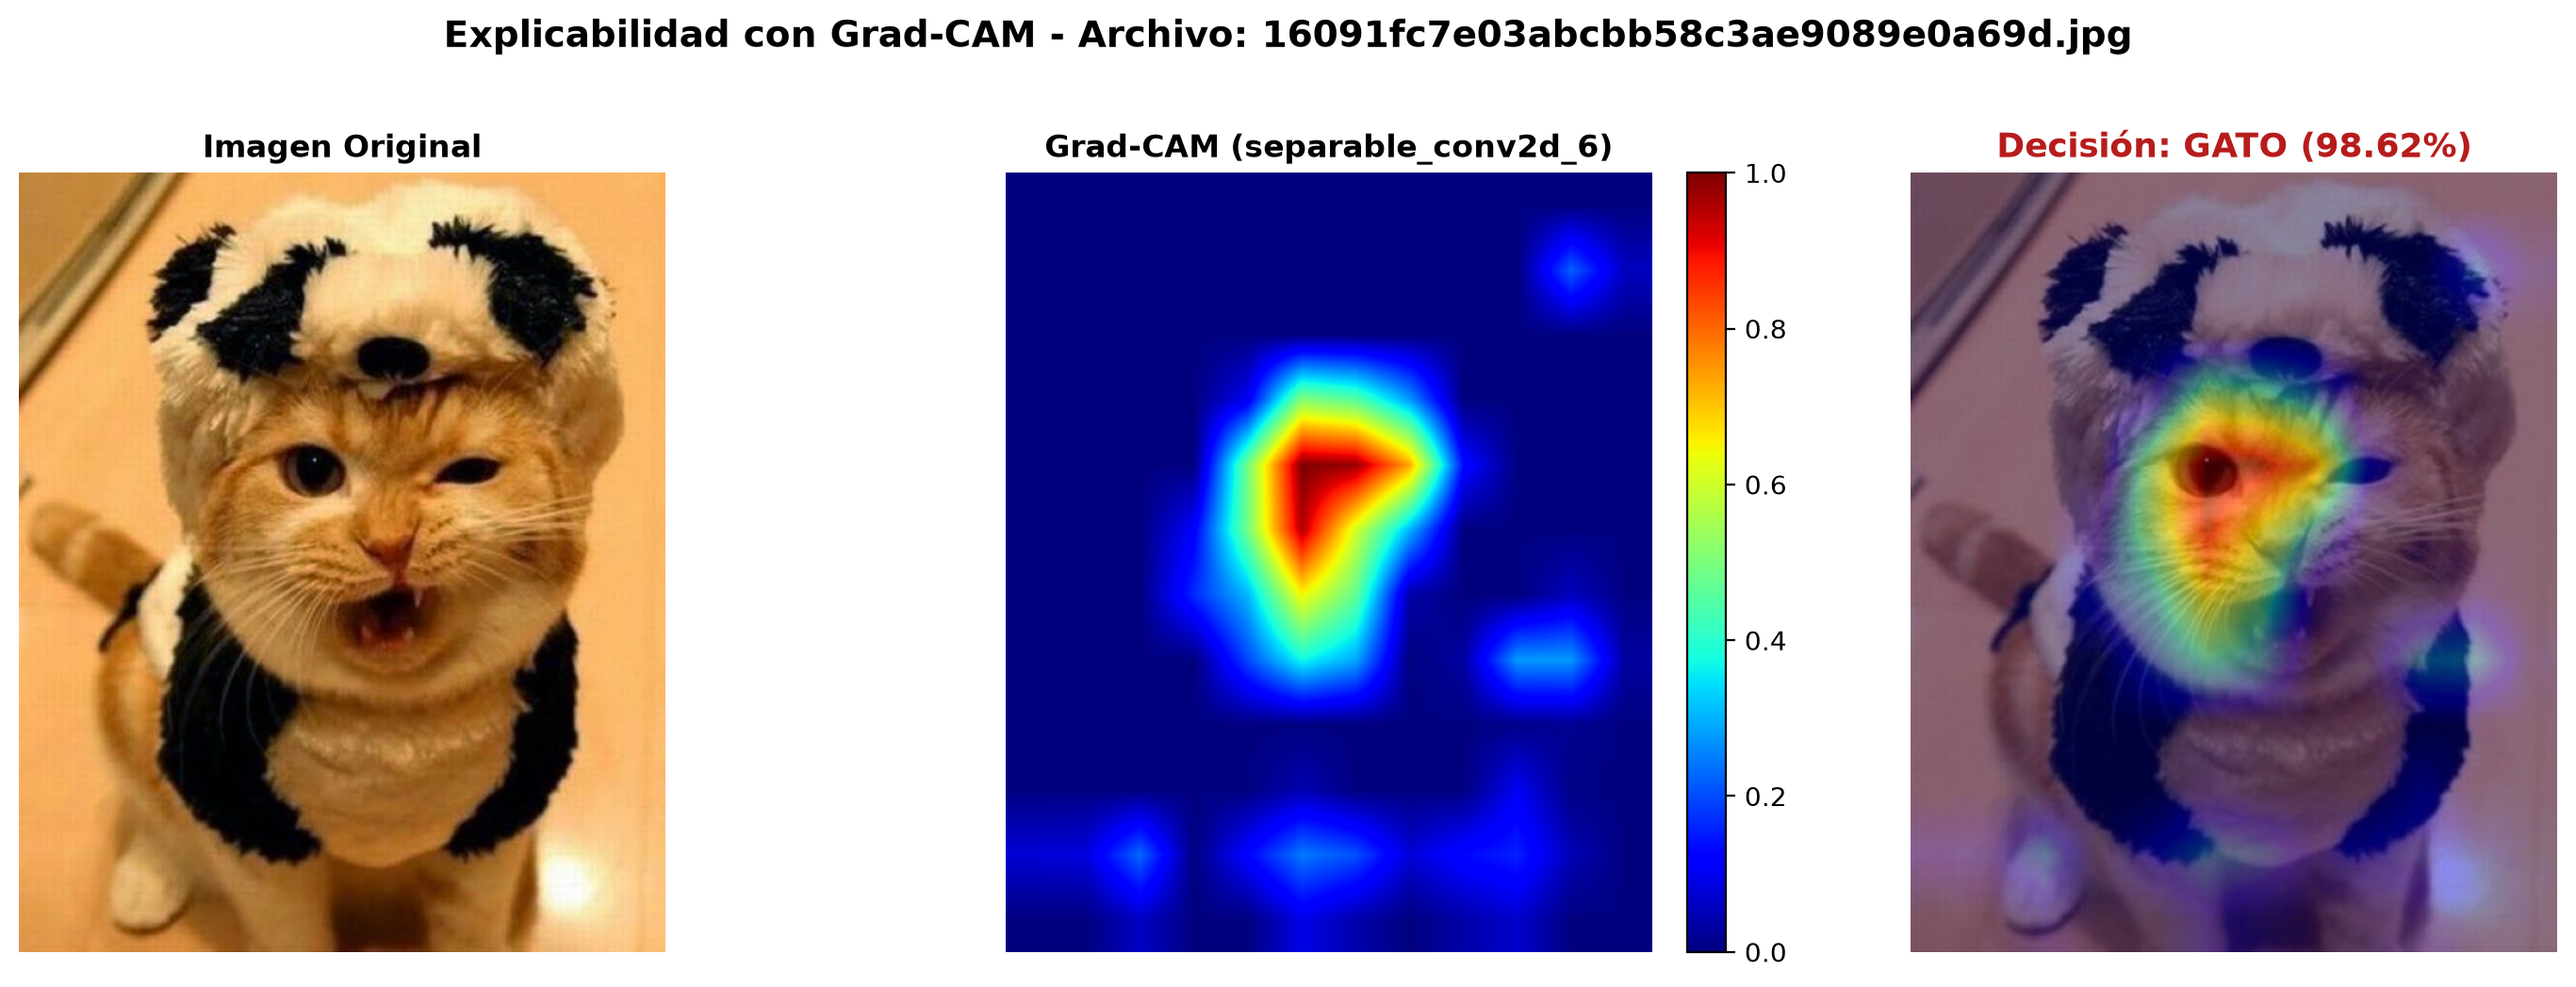 Explicabilidad con Grad-CAM - Archivo: 16091fc7e03abcbb58c3ae9089e0a69d.jpg
Imagen Original
Grad-CAM (separable_conv2d_6)
Decisión: GATO (98.62%)
1.0
0.8
0.6
0.4
0.2
0.0